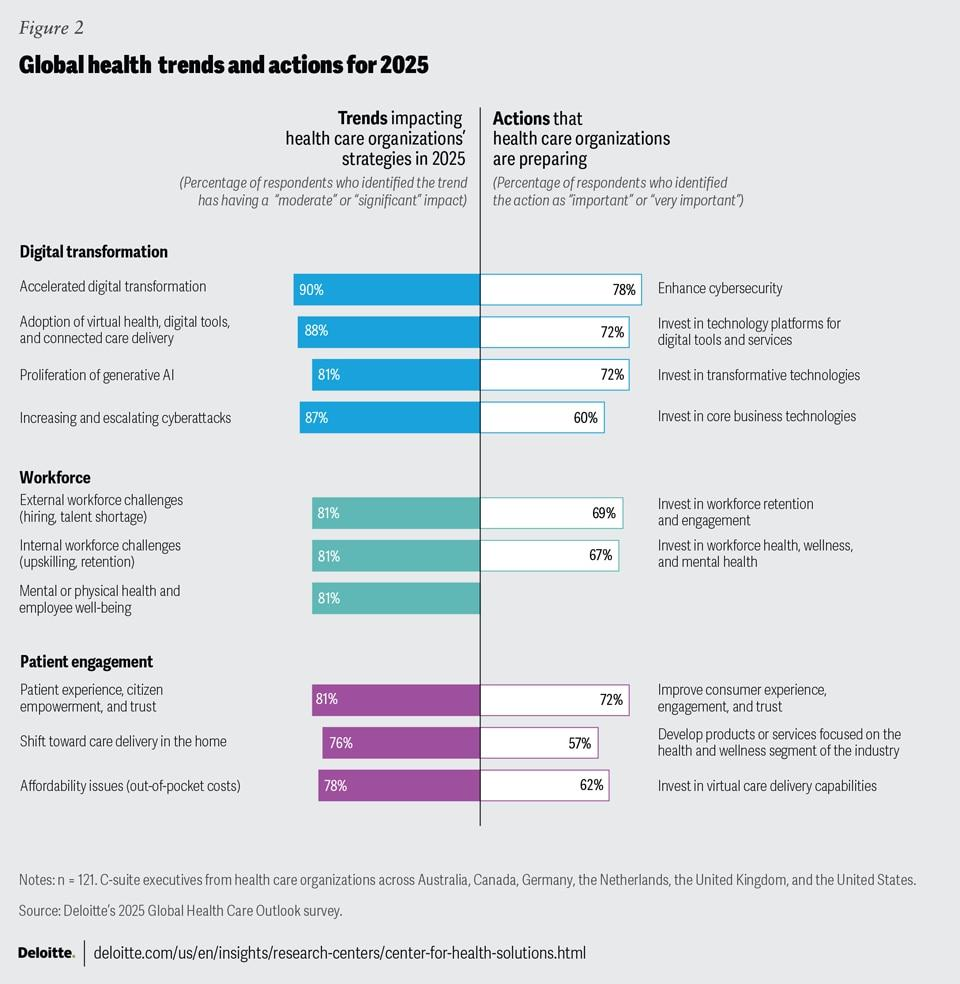 Figure 2
Global health trends and actions for 2025
Trends impacting
health care organizations'
strategies in 2025
(Percentage of respondents who identified the trend
has having a "moderate" or "significant" impact)
Actions that
health care organizations
are preparing
(Percentage of respondents who identified
the action as "important" or "very important")
Digital transformation
Accelerated digital transformation
90%
78%
Enhance cybersecurity
Adoption of virtual health, digital tools,
and connected care delivery
88%
72%
Invest in technology platforms for
digital tools and services
Proliferation of generative AI
81%
72%
Invest in transformative technologies
Increasing and escalating cyberattacks
87%
60%
Invest in core business technologies
Workforce
External workforce challenges
(hiring, talent shortage)
81%
69%
Invest in workforce retention
and engagement
Internal workforce challenges
(upskilling, retention)
81%
67%
Invest in workforce health, wellness,
and mental health
Mental or physical health and
employee well-being
81%
Patient engagement
Patient experience, citizen
empowerment, and trust
81%
72%
Improve consumer experience,
engagement, and trust
Shift toward care delivery in the home
76%
57%
Develop products or services focused on the
health and wellness segment of the industry
Affordability issues (out-of-pocket costs)
78%
62%
Invest in virtual care delivery capabilities
Notes: n = 121. C-suite executives from health care organizations across Australia, Canada, Germany, the Netherlands, the United Kingdom, and the United States.
Source: Deloitte's 2025 Global Health Care Outlook survey.
Deloitte. | deloitte.com/us/en/insights/research-centers/center-for-health-solutions.html